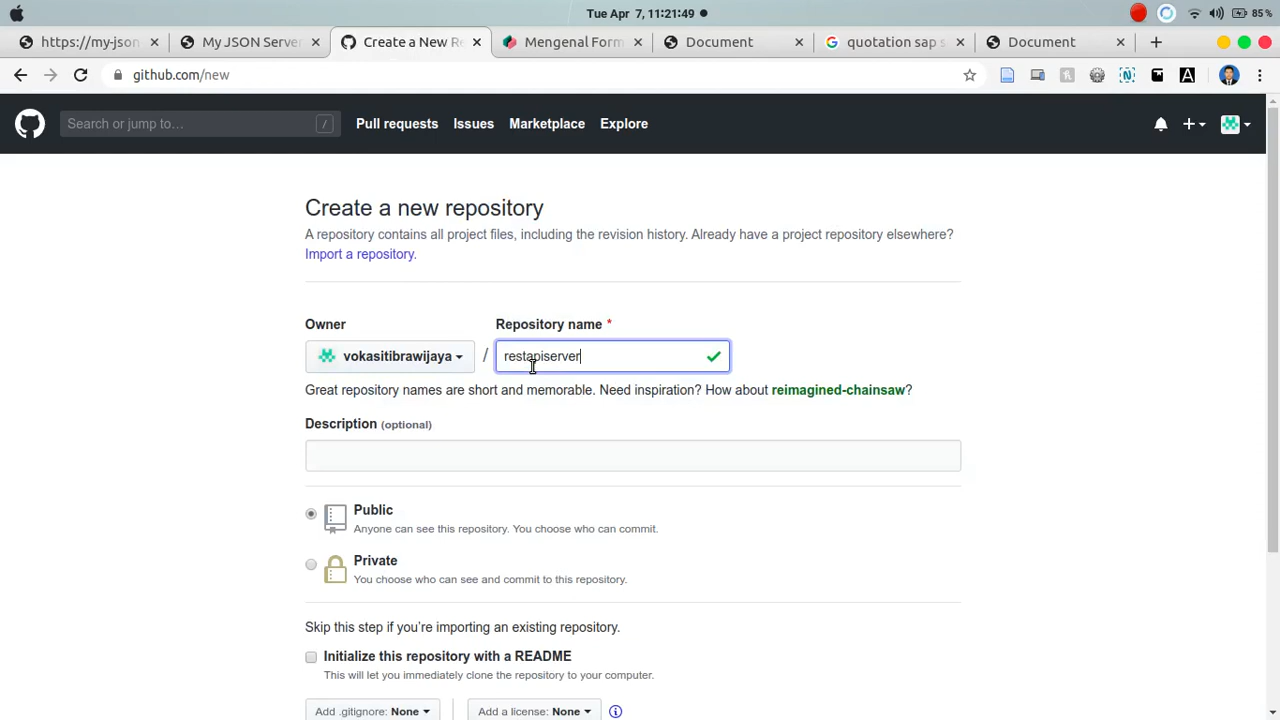 Tue Apr 7, 11:21:49
85 %
https://my-json
My JSON Server
Create a New Re
Mengenal Form
Document
quotation sap s
Document
github.com/new
Search or jump to…
/
Pull requests
Issues
Marketplace
Explore
Create a new repository
A repository contains all project files, including the revision history. Already have a project repository elsewhere?
Import a repository.
Owner
Repository name *
vokasitibrawijaya
/
restapiserver
Great repository names are short and memorable. Need inspiration? How about reimagined-chainsaw?
Description (optional)
Public
Anyone can see this repository. You choose who can commit.
Private
You choose who can see and commit to this repository.
Skip this step if you’re importing an existing repository.
Initialize this repository with a README
This will let you immediately clone the repository to your computer.
Add .gitignore: None
Add a license: None